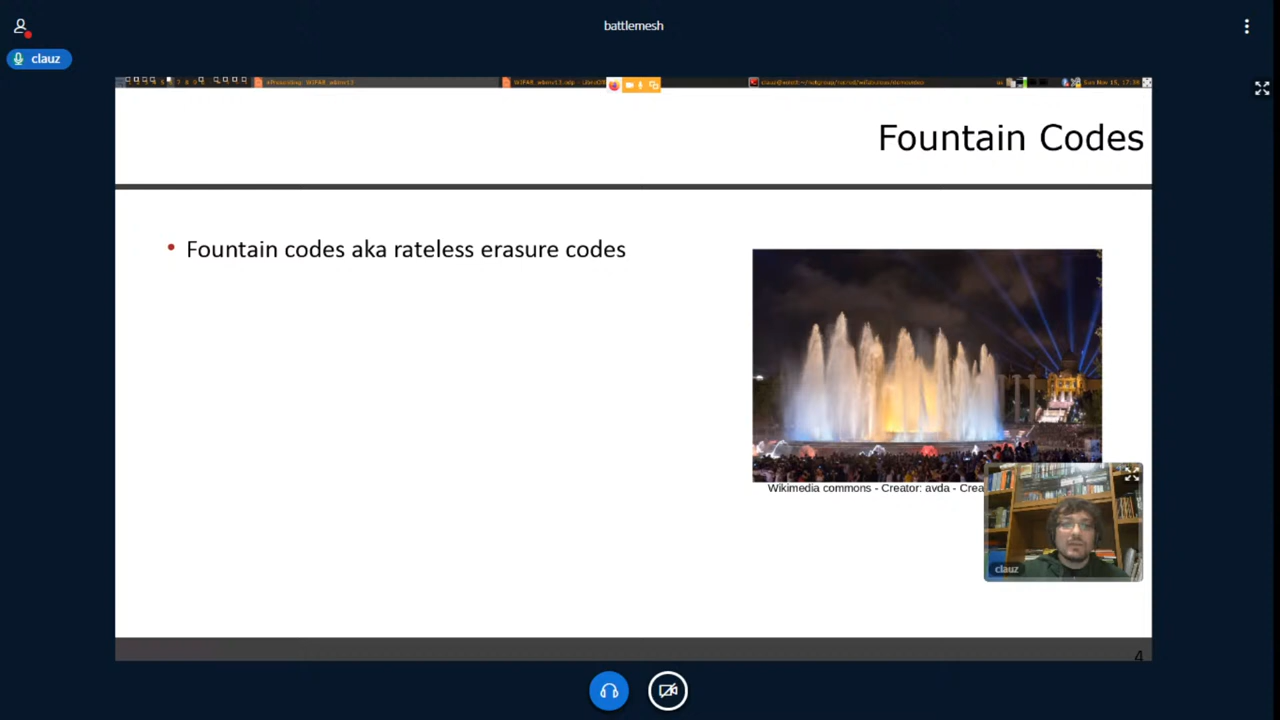 battlemesh
clauz
Fountain Codes
• Fountain codes aka rateless erasure codes
Wikimedia commons - Creator: avda - Crea
clauz
4